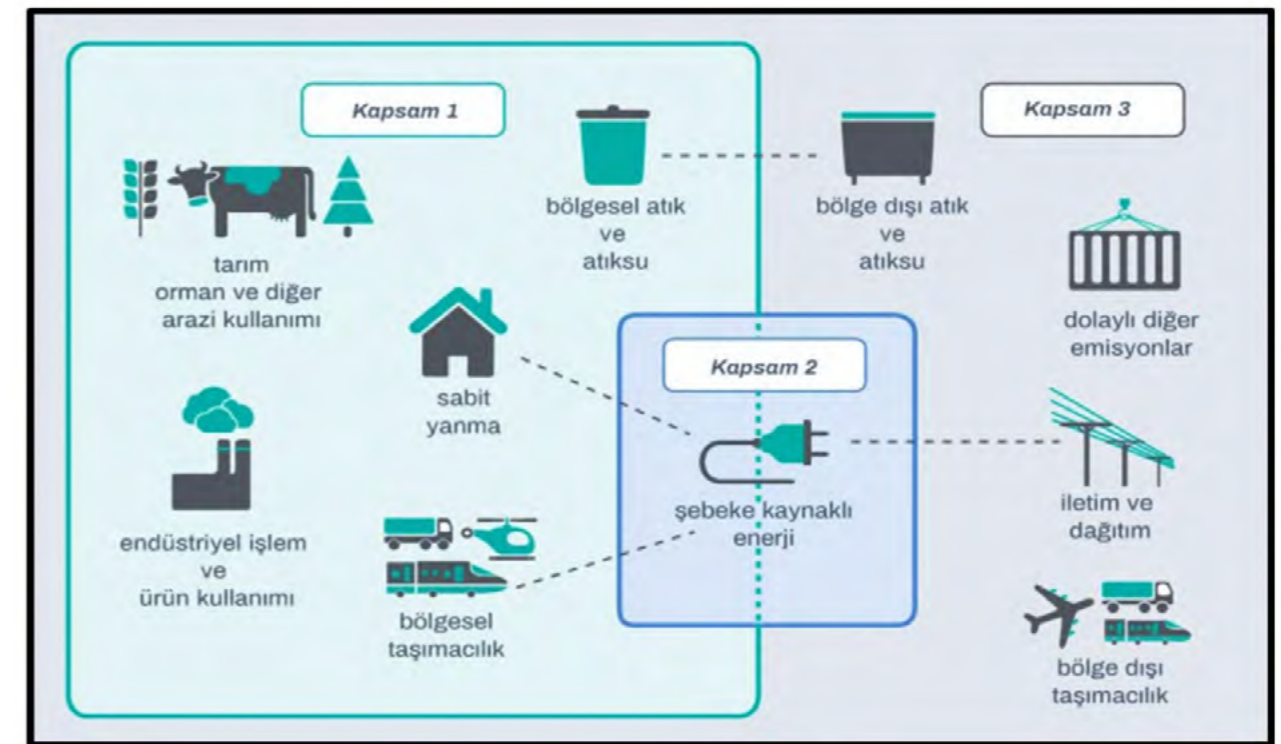 Kapsam 1
tarım
orman ve diğer
arazi kullanımı
bölgesel atık
ve
atıksu
sabit
yanma
endüstriyel işlem
ve
ürün kullanımı
bölgesel
taşımacılık
Kapsam 2
şebeke kaynaklı
enerji
Kapsam 3
bölge dışı atık
ve
atıksu
dolaylı diğer
emisyonlar
iletim ve
dağıtım
bölge dışı
taşımacılık